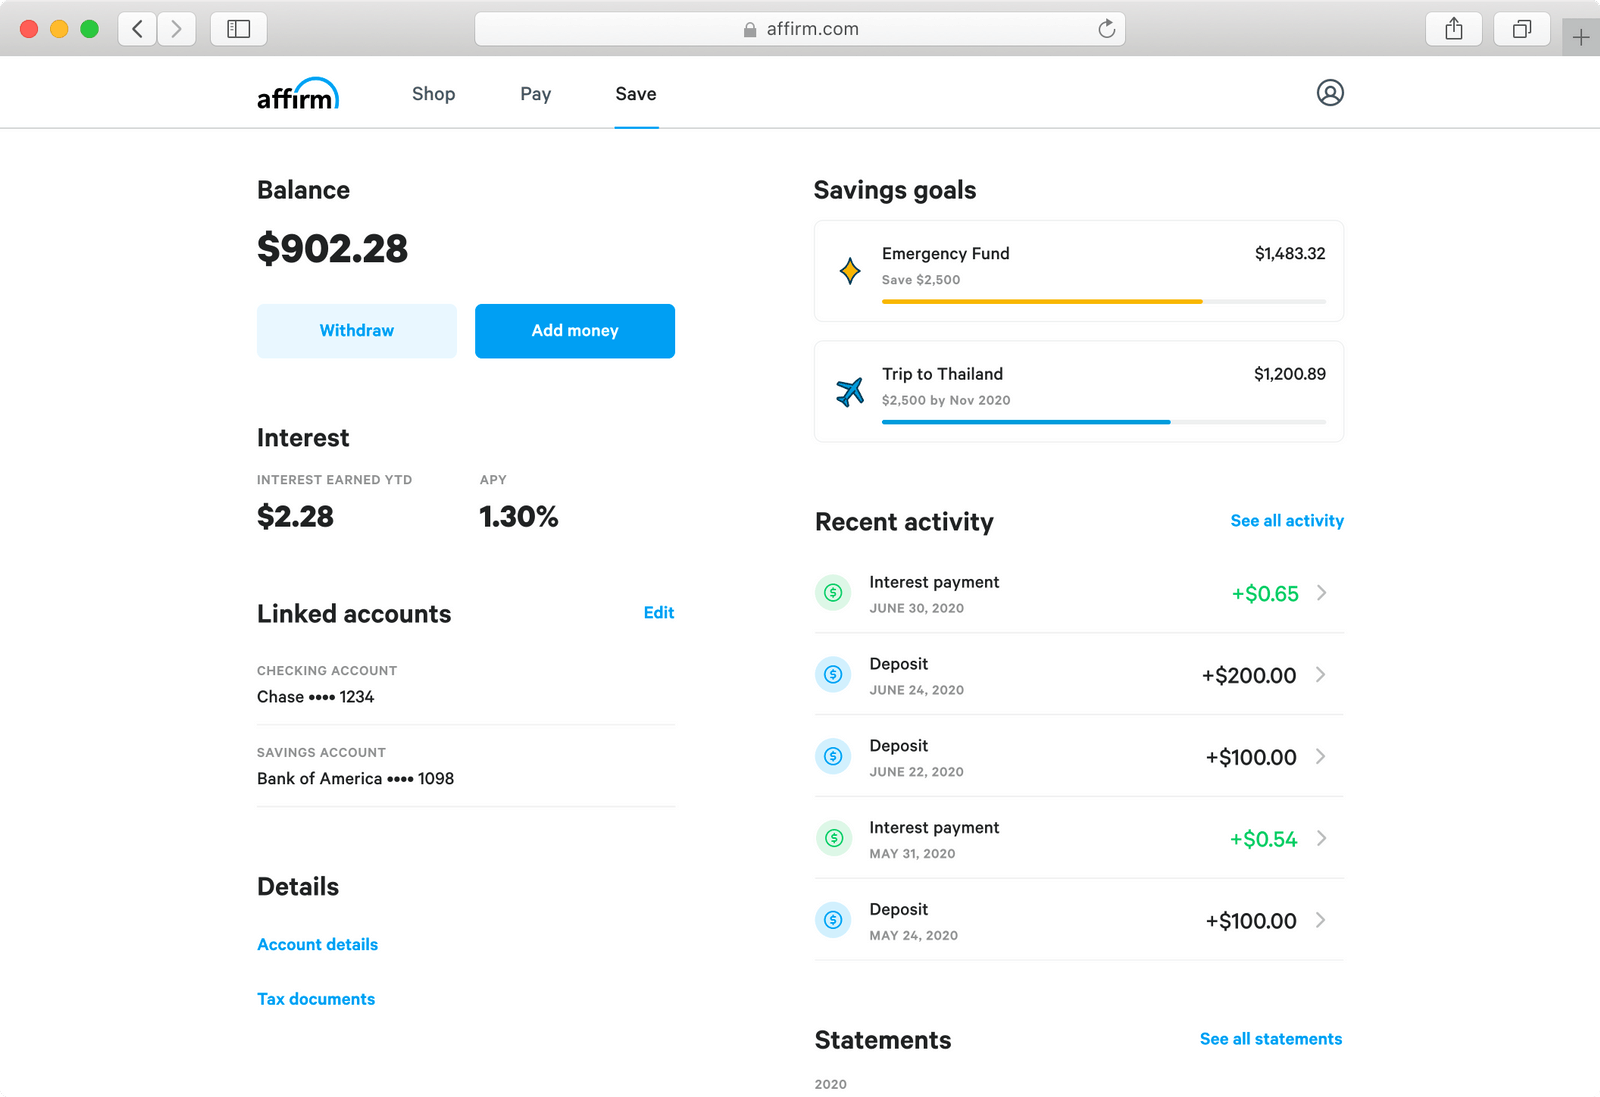 affirm.com
affirm
Shop
Pay
Save
Balance
$902.28
Withdraw
Add money
Interest
INTEREST EARNED YTD
$2.28
APY
1.30%
Linked accounts
Edit
CHECKING ACCOUNT
Chase •••• 1234
SAVINGS ACCOUNT
Bank of America •••• 1098
Details
Account details
Tax documents
Savings goals
Emergency Fund
$1,483.32
Save $2,500
Trip to Thailand
$1,200.89
$2,500 by Nov 2020
Recent activity
See all activity
Interest payment
+$0.65
JUNE 30, 2020
Deposit
+$200.00
JUNE 24, 2020
Deposit
+$100.00
JUNE 22, 2020
Interest payment
+$0.54
MAY 31, 2020
Deposit
+$100.00
MAY 24, 2020
Statements
See all statements
2020